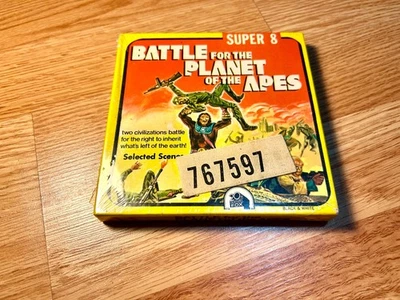 SUPER 8
BATTLE FOR THE
PLANET
OF THE APES
two civilizations battle
for the right to inherit
what's left of the earth!
Selected Scenes
767597
BLACK & WHITE